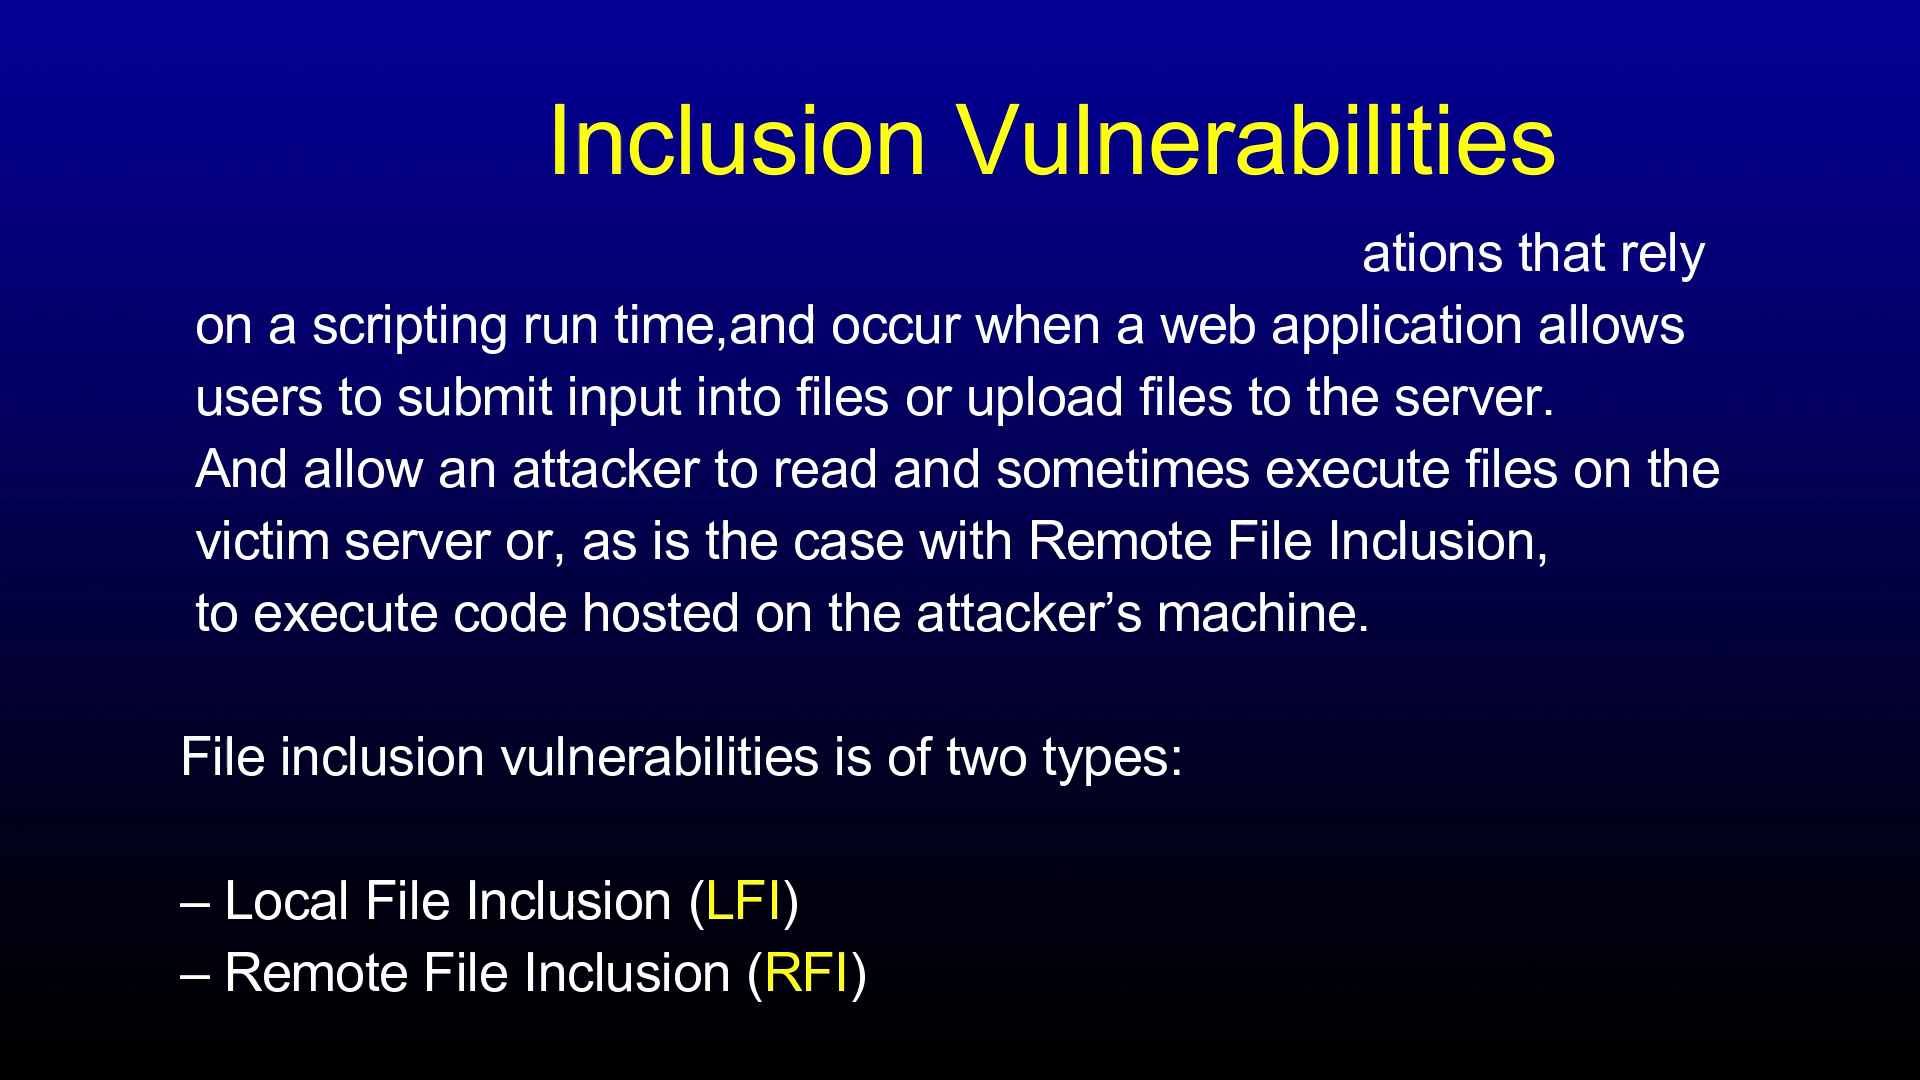 Inclusion Vulnerabilities
ations that rely
on a scripting run time,and occur when a web application allows
users to submit input into files or upload files to the server.
And allow an attacker to read and sometimes execute files on the
victim server or, as is the case with Remote File Inclusion,
to execute code hosted on the attacker’s machine.
File inclusion vulnerabilities is of two types:
– Local File Inclusion (LFI)
– Remote File Inclusion (RFI)